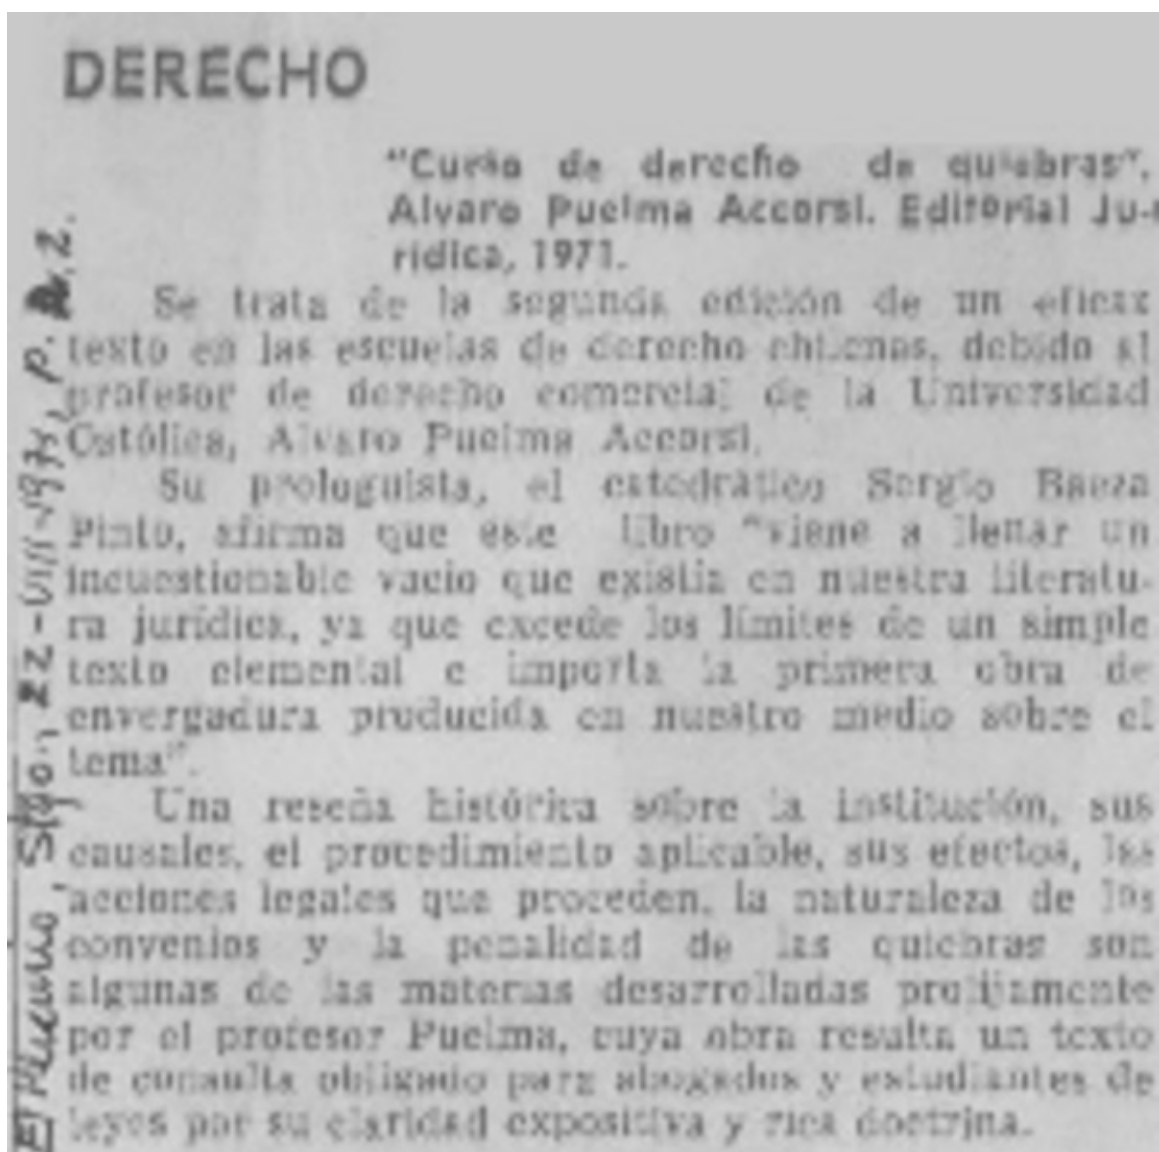 DERECHO
"Curso de derecho de quiebras".
Alvaro Puelma Accorsi. Editorial Ju-
rídica, 1971.
Se trata de la segunda edición de un eficaz
texto en las escuelas de derecho chilenas, debido al
profesor de derecho comercial de la Universidad
Católica, Alvaro Puelma Accorsi.
Su prologuista, el catedrático Sergio Baeza
Pinto, afirma que este libro "viene a llenar un
incuestionable vacío que existía en nuestra literatu-
ra jurídica, ya que excede los límites de un simple
texto elemental e importa la primera obra de
envergadura producida en nuestro medio sobre el
tema".
Una reseña histórica sobre la institución, sus
causales, el procedimiento aplicable, sus efectos, las
acciones legales que proceden, la naturaleza de los
convenios y la penalidad de las quiebras son
algunas de las materias desarrolladas prolijamente
por el profesor Puelma, cuya obra resulta un texto
de consulta obligado para abogados y estudiantes de
leyes por su claridad expositiva y rica doctrina.
El Mercurio, Stgo., 22-VIII-1971, p. 2.